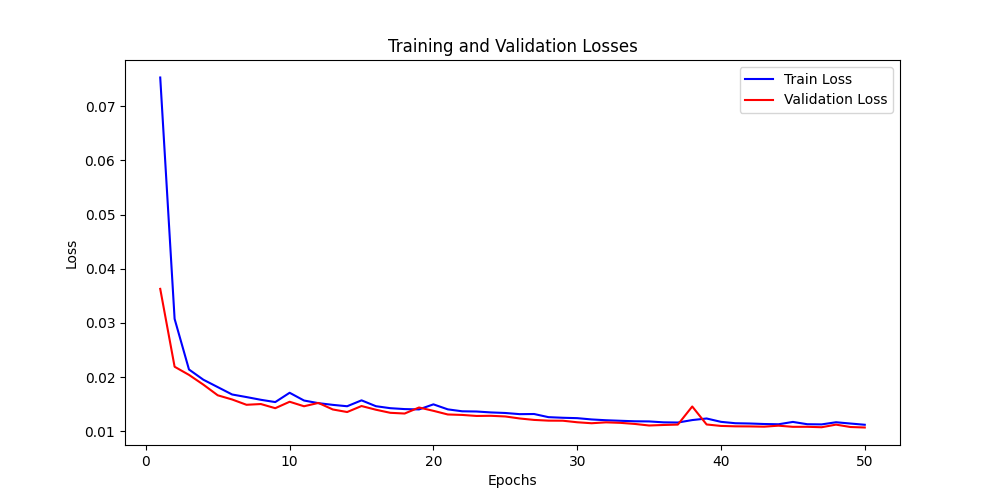 Training and Validation Losses
Train Loss
Validation Loss
0.07
0.06
0.05
0.04
0.03
0.02
0.01
Loss
0 10 20 30 40 50
Epochs